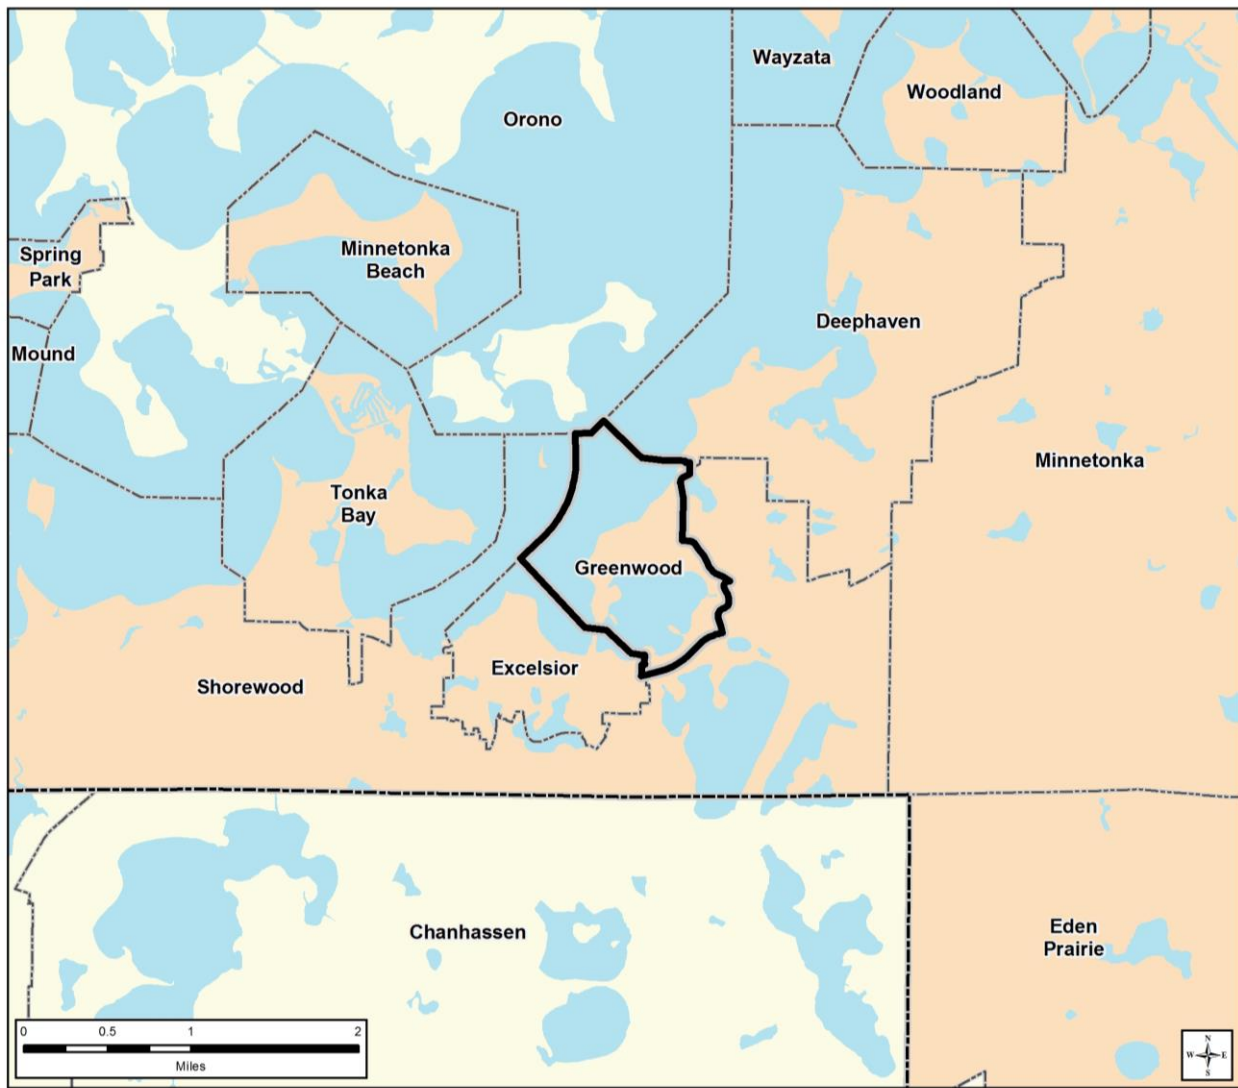 Wayzata
Woodland
Orono
Minnetonka
Beach
Spring
Park
Deephaven
Mound
Minnetonka
Tonka
Bay
Greenwood
Excelsior
Shorewood
Chanhassen
Eden
Prairie
0 0.5 1 2
Miles
N
W E
S